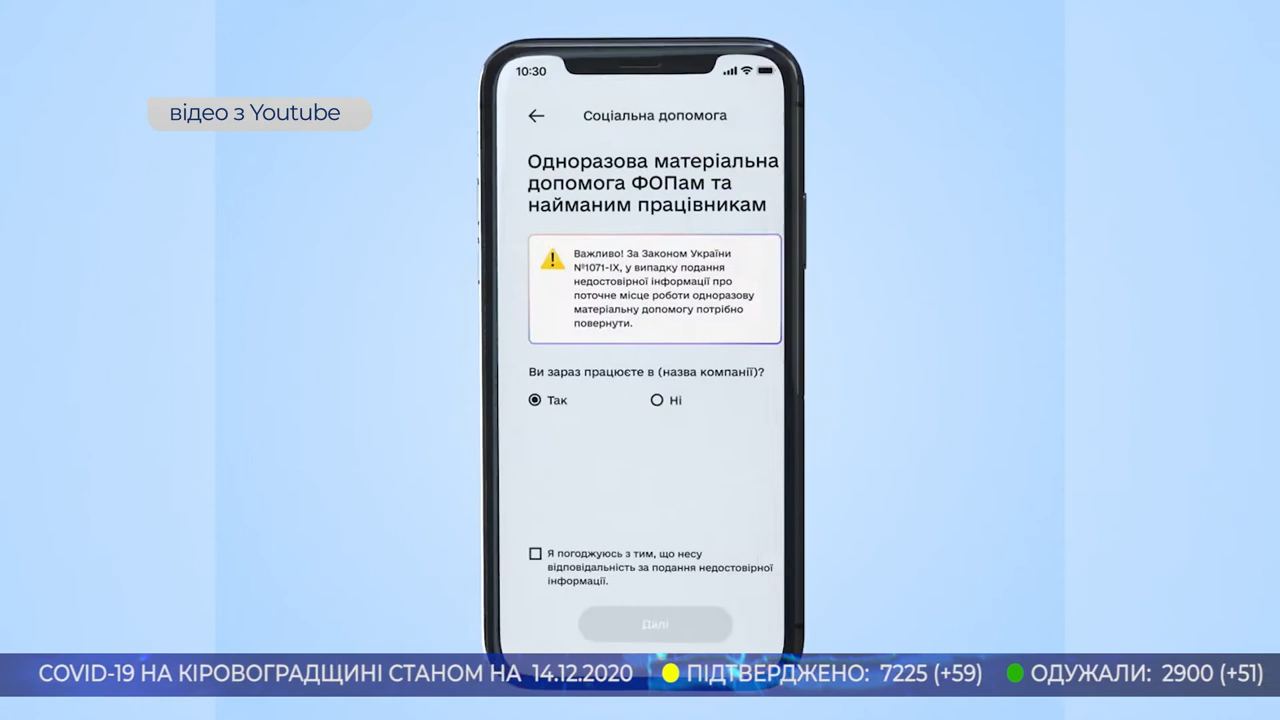 відео з Youtube
10:30
Соціальна допомога
Одноразова матеріальна
допомога ФОПам та
найманим працівникам
Важливо! За Законом України
№1071-IX, у випадку подання
недостовірної інформації про
поточне місце роботи одноразову
матеріальну допомогу потрібно
повернути.
Ви зараз працюєте в (назва компанії)?
Так Ні
Я погоджуюсь з тим, що несу
відповідальність за подання недостовірної
інформації.
Далі
COVID-19 НА КІРОВОГРАДЩИНІ СТАНОМ НА 14.12.2020 ПІДТВЕРДЖЕНО: 7225 (+59) ОДУЖАЛИ: 2900 (+51)